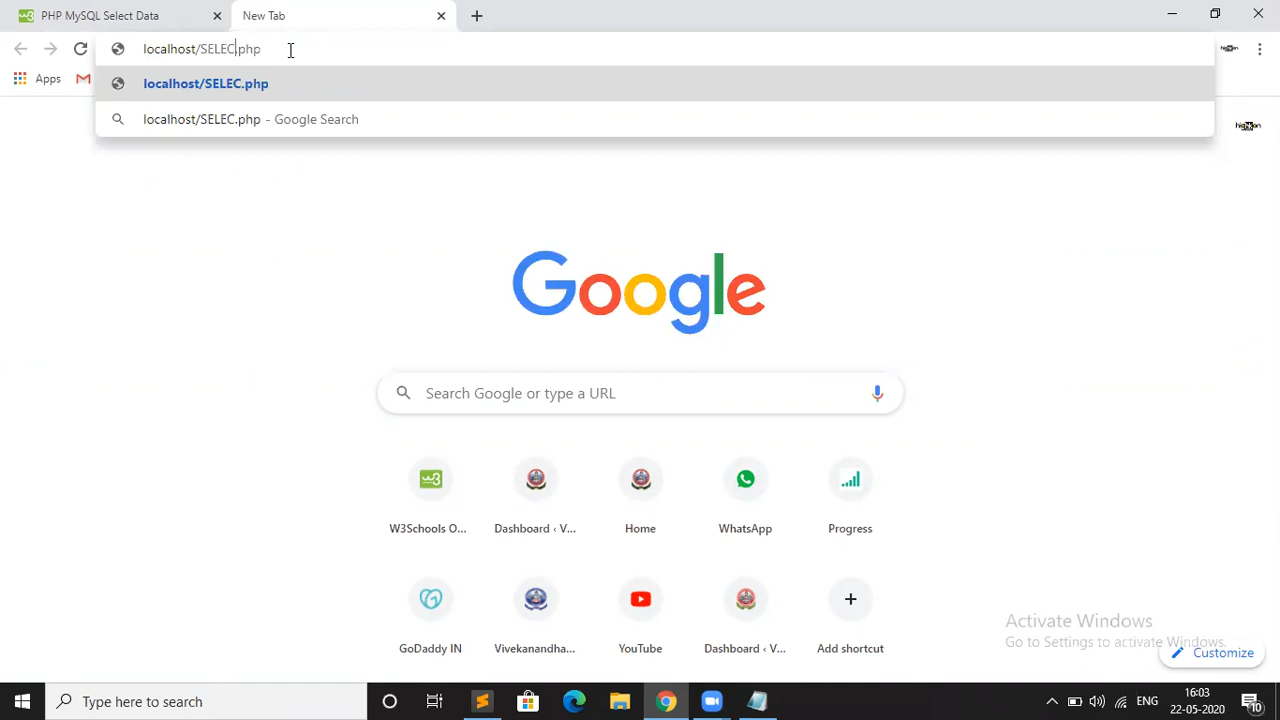 PHP MySQL Select Data
New Tab
localhost/SELEC.php
Apps
localhost/SELEC.php
localhost/SELEC.php - Google Search
Google
Search Google or type a URL
W3Schools O...
Dashboard ‹ V...
Home
WhatsApp
Progress
GoDaddy IN
Vivekanandha...
YouTube
Dashboard ‹ V...
Add shortcut
Activate Windows
Go to Settings to activate Windows.
Customize
Type here to search
ENG
16:03
22-05-2020
10